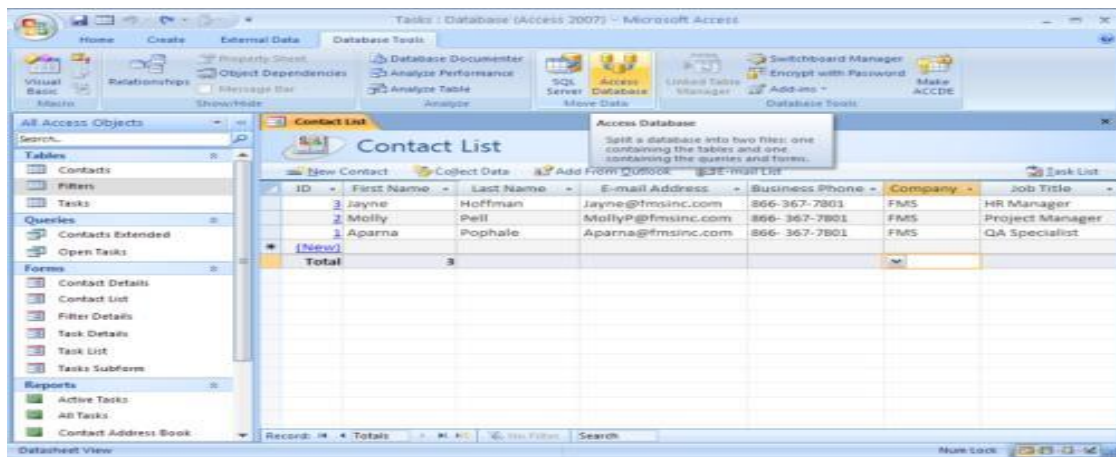 Tasks : Database (Access 2007) - Microsoft Access
Home Create External Data Database Tools
Visual Basic
Macro
Relationships
Property Sheet
Object Dependencies
Message Bar
Show/Hide
Database Documenter
Analyze Performance
Analyze Table
Analyze
SQL Server
Access Database
Move Data
Linked Table Manager
Switchboard Manager
Encrypt with Password
Add-ins
Make ACCDE
Database Tools
All Access Objects
Search...
Tables
Contacts
Filters
Tasks
Queries
Contacts Extended
Open Tasks
Forms
Contact Details
Contact List
Filter Details
Task Details
Task List
Tasks Subform
Reports
Active Tasks
All Tasks
Contact Address Book
Contact List
Contact List
Access Database
Split a database into two files: one
containing the tables and one
containing the queries and forms.
New Contact Collect Data Add From Outlook E-mail List Task List
ID First Name Last Name E-mail Address Business Phone Company Job Title
3 Jayne Hoffman Jayne@fmsinc.com 866-367-7801 FMS HR Manager
2 Molly Pell MollyP@fmsinc.com 866- 367-7801 FMS Project Manager
1 Aparna Pophale Aparna@fmsinc.com 866- 367-7801 FMS QA Specialist
(New)
Total 3
Record: Totals No Filter Search
Datasheet View Num Lock